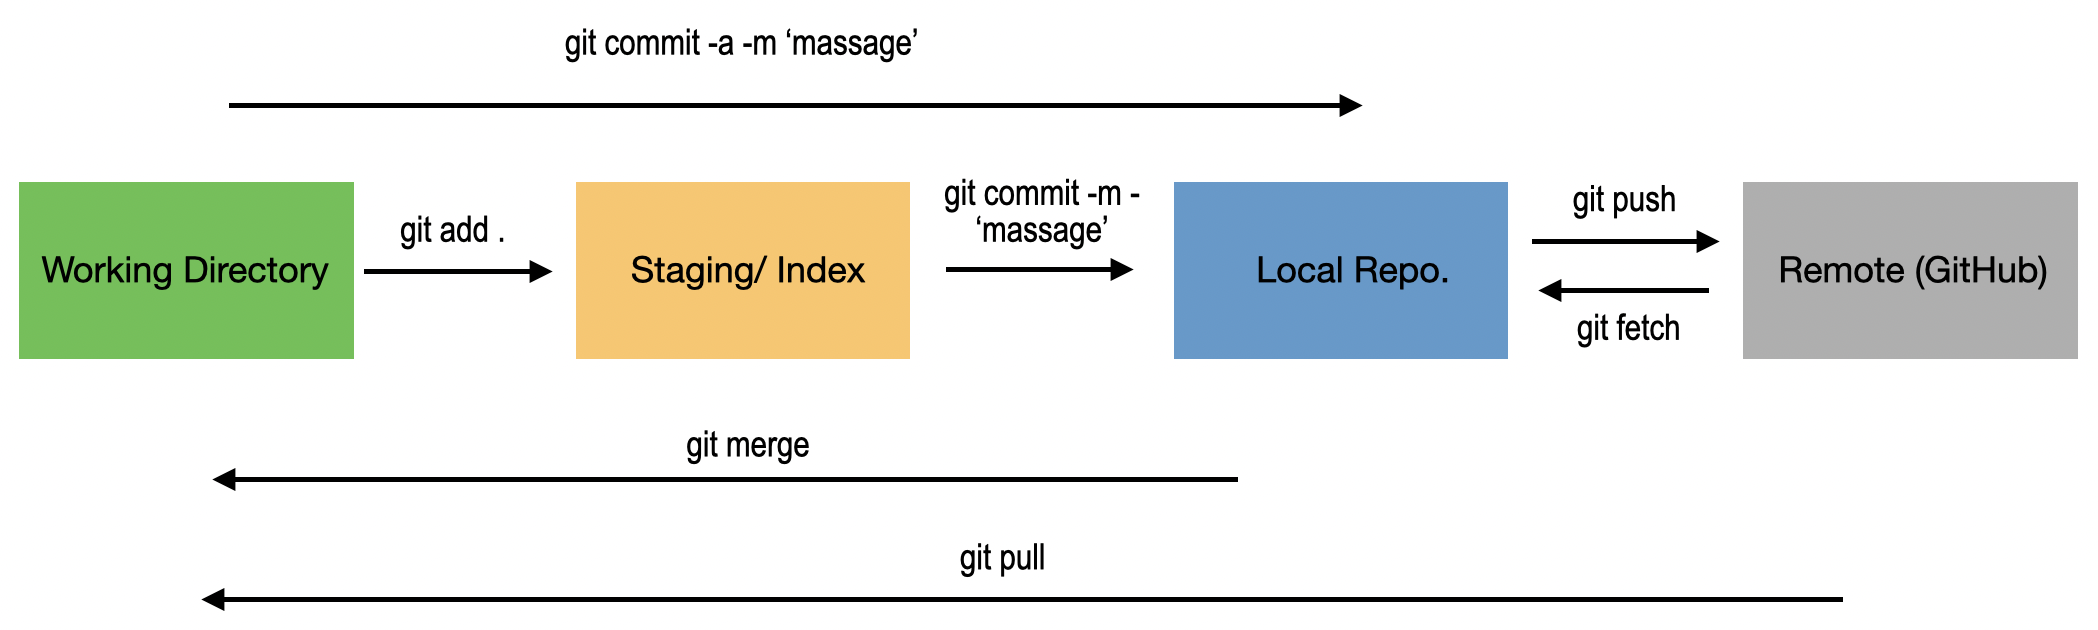 git commit -a -m ‘massage’
Working Directory
git add .
Staging/ Index
git commit -m -
‘massage’
Local Repo.
git push
git fetch
Remote (GitHub)
git merge
git pull